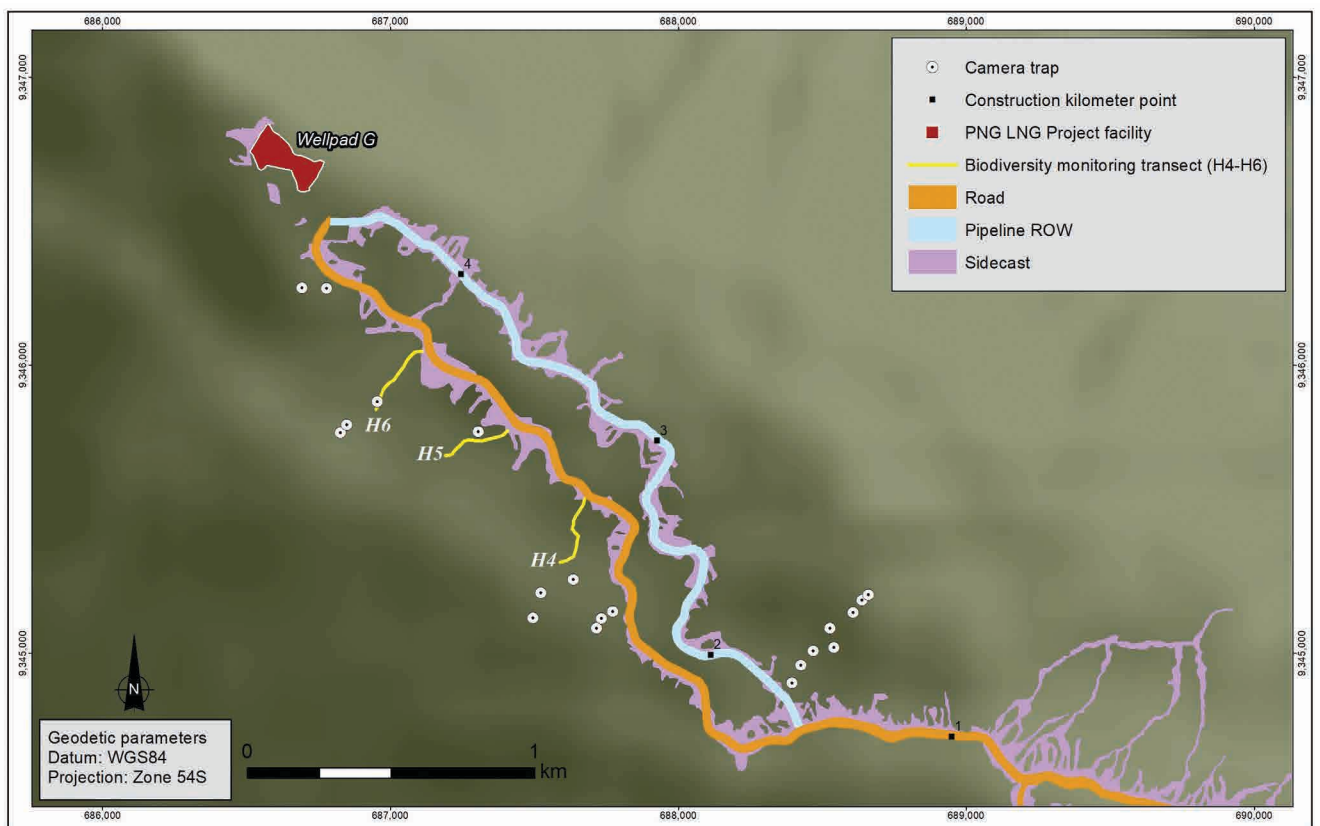 686,000 687,000 688,000 689,000 690,000
9,347,000
9,347,000
Camera trap
Construction kilometer point
PNG LNG Project facility
Biodiversity monitoring transect (H4-H6)
Road
Pipeline ROW
Sidecast
Wellpad G
4
9,346,000
9,346,000
H6
3
H5
H4
2
9,345,000
9,345,000
1
N
Geodetic parameters
Datum: WGS84
Projection: Zone 54S
0 1
km
686,000 687,000 688,000 689,000 690,000